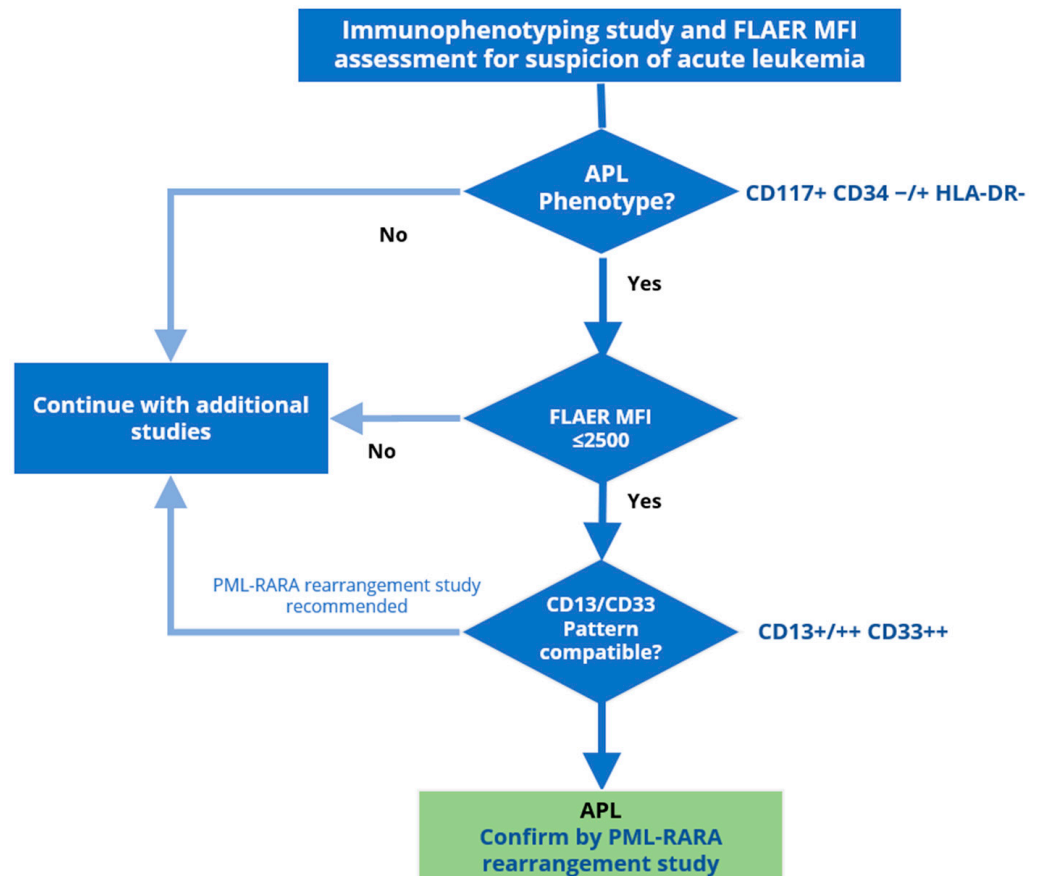 Immunophenotyping study and FLAER MFI
assessment for suspicion of acute leukemia
APL
Phenotype?
CD117+ CD34 −/+ HLA-DR-
No
Yes
Continue with additional
studies
FLAER MFI
≤2500
No
Yes
PML-RARA rearrangement study
recommended
CD13/CD33
Pattern
compatible?
CD13+/++ CD33++
APL
Confirm by PML-RARA
rearrangement study